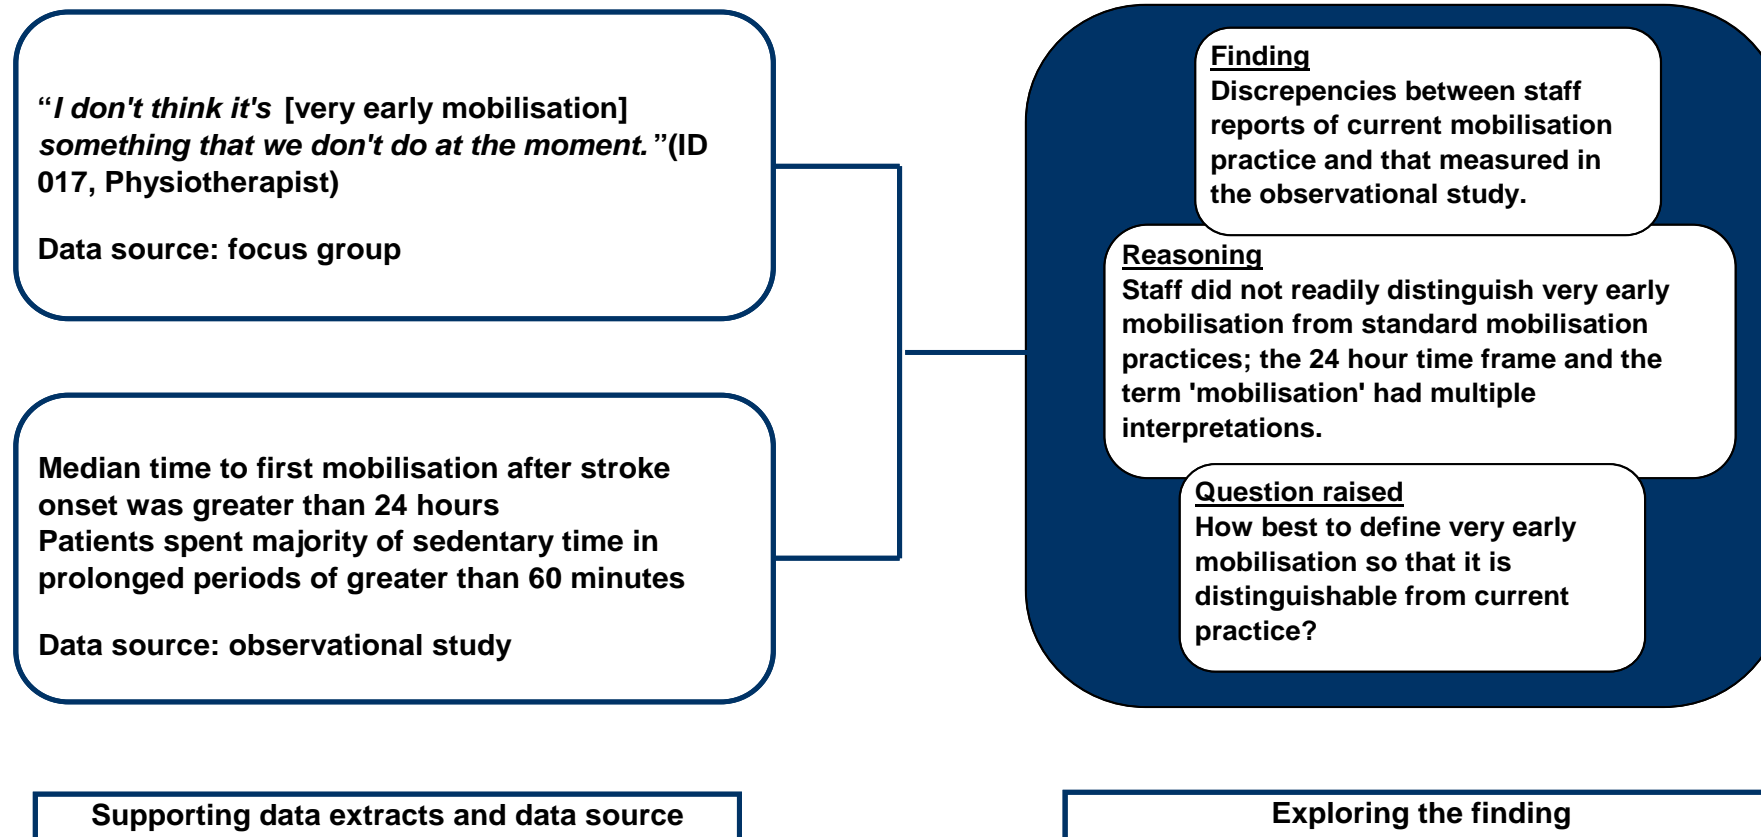 “I don't think it's [very early mobilisation]
something that we don't do at the moment.”(ID
017, Physiotherapist)
Data source: focus group
Median time to first mobilisation after stroke
onset was greater than 24 hours
Patients spent majority of sedentary time in
prolonged periods of greater than 60 minutes
Data source: observational study
Supporting data extracts and data source
Finding
Discrepencies between staff
reports of current mobilisation
practice and that measured in
the observational study.
Reasoning
Staff did not readily distinguish very early
mobilisation from standard mobilisation
practices; the 24 hour time frame and the
term 'mobilisation' had multiple
interpretations.
Question raised
How best to define very early
mobilisation so that it is
distinguishable from current
practice?
Exploring the finding